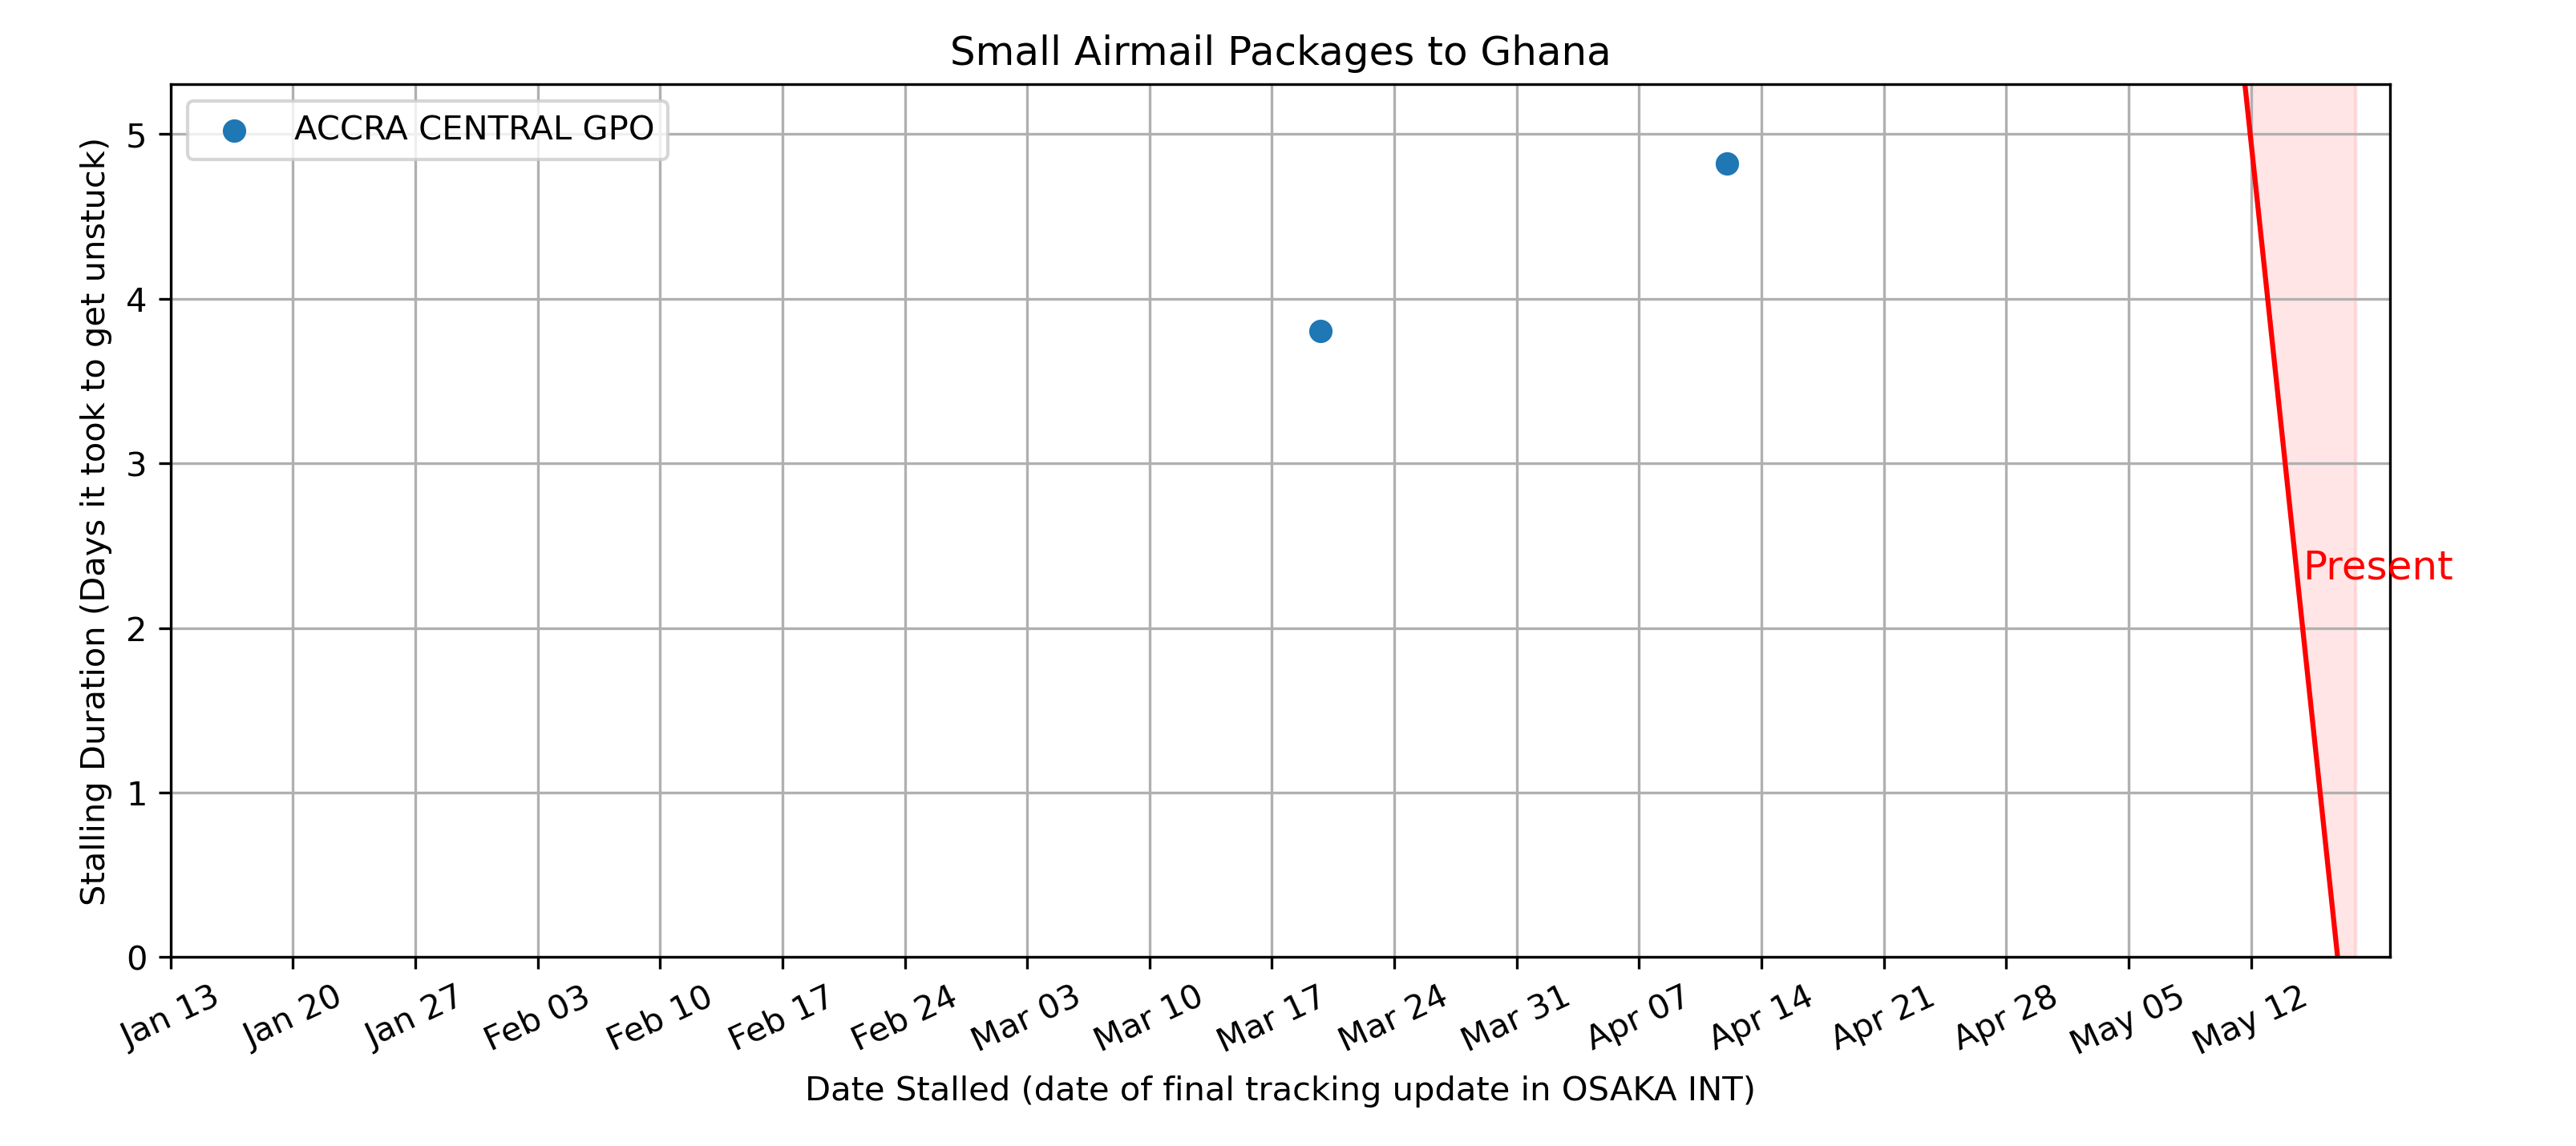 Small Airmail Packages to Ghana
ACCRA CENTRAL GPO
Stalling Duration (Days it took to get unstuck)
5
4
3
2
1
0
Present
Jan 13
Jan 20
Jan 27
Feb 03
Feb 10
Feb 17
Feb 24
Mar 03
Mar 10
Mar 17
Mar 24
Mar 31
Apr 07
Apr 14
Apr 21
Apr 28
May 05
May 12
Date Stalled (date of final tracking update in OSAKA INT)